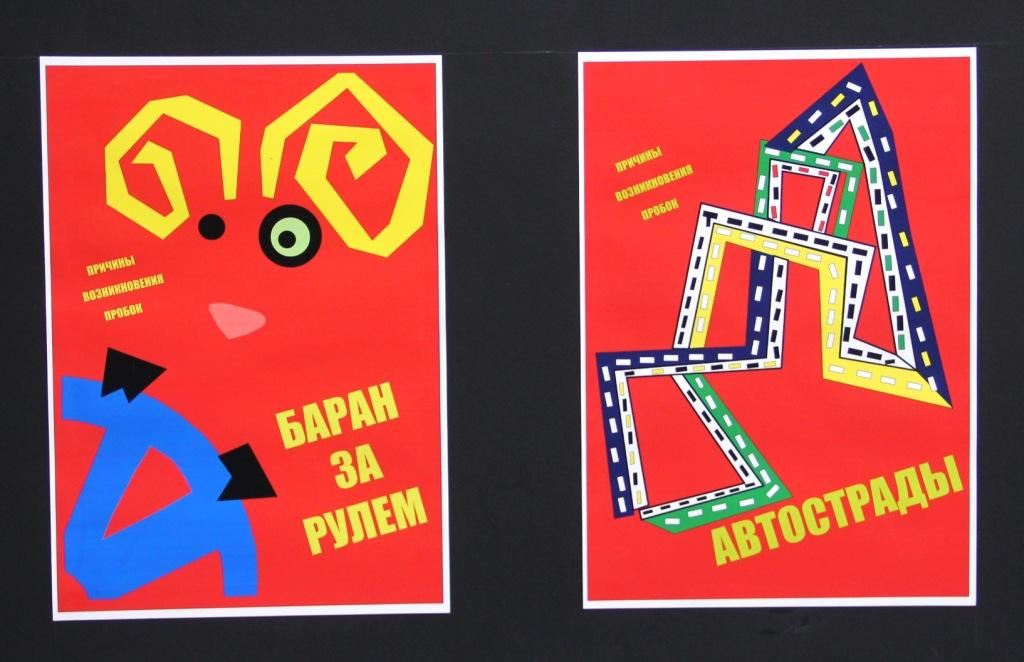 ПРИЧИНЫ
ВОЗНИКНОВЕНИЯ
ПРОБОК
БАРАН
ЗА
РУЛЕМ
ПРИЧИНЫ
ВОЗНИКНОВЕНИЯ
ПРОБОК
АВТОСТРАДЫ